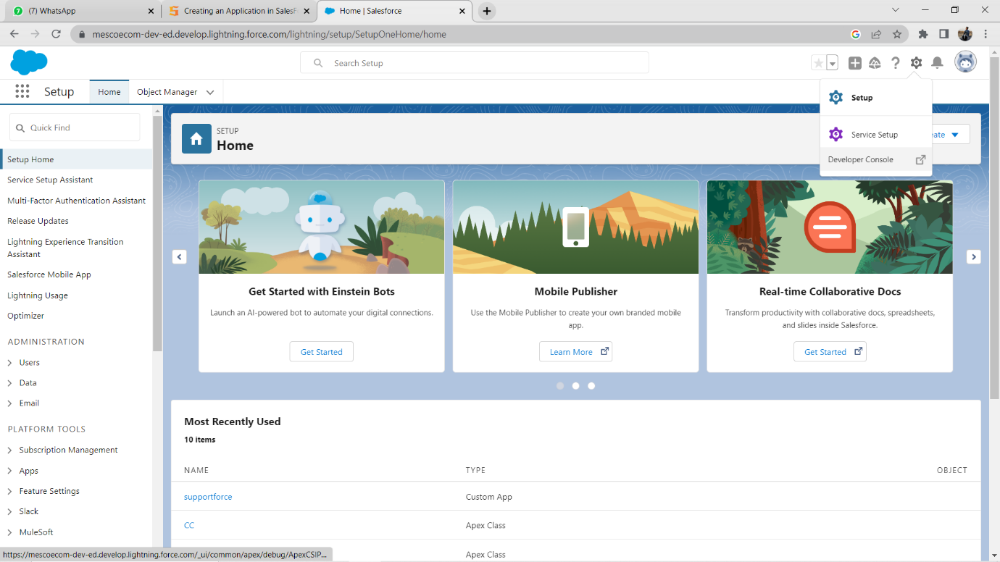 (7) WhatsApp
Creating an Application in SalesF
Home | Salesforce
mescoecom-dev-ed.develop.lightning.force.com/lightning/setup/SetupOneHome/home
Search Setup
Setup
Home
Object Manager
Setup
Service Setup
Developer Console
Quick Find
Setup Home
Service Setup Assistant
Multi-Factor Authentication Assistant
Release Updates
Lightning Experience Transition
Assistant
Salesforce Mobile App
Lightning Usage
Optimizer
ADMINISTRATION
Users
Data
Email
PLATFORM TOOLS
Subscription Management
Apps
Feature Settings
Slack
MuleSoft
SETUP
Home
eate
Get Started with Einstein Bots
Launch an AI-powered bot to automate your digital connections.
Get Started
Mobile Publisher
Use the Mobile Publisher to create your own branded mobile
app.
Learn More
Real-time Collaborative Docs
Transform productivity with collaborative docs, spreadsheets,
and slides inside Salesforce.
Get Started
Most Recently Used
10 items
NAME TYPE OBJECT
supportforce Custom App
CC Apex Class
Apex Class
https://mescoecom-dev-ed.develop.lightning.force.com/_ui/common/apex/debug/ApexCSIP...